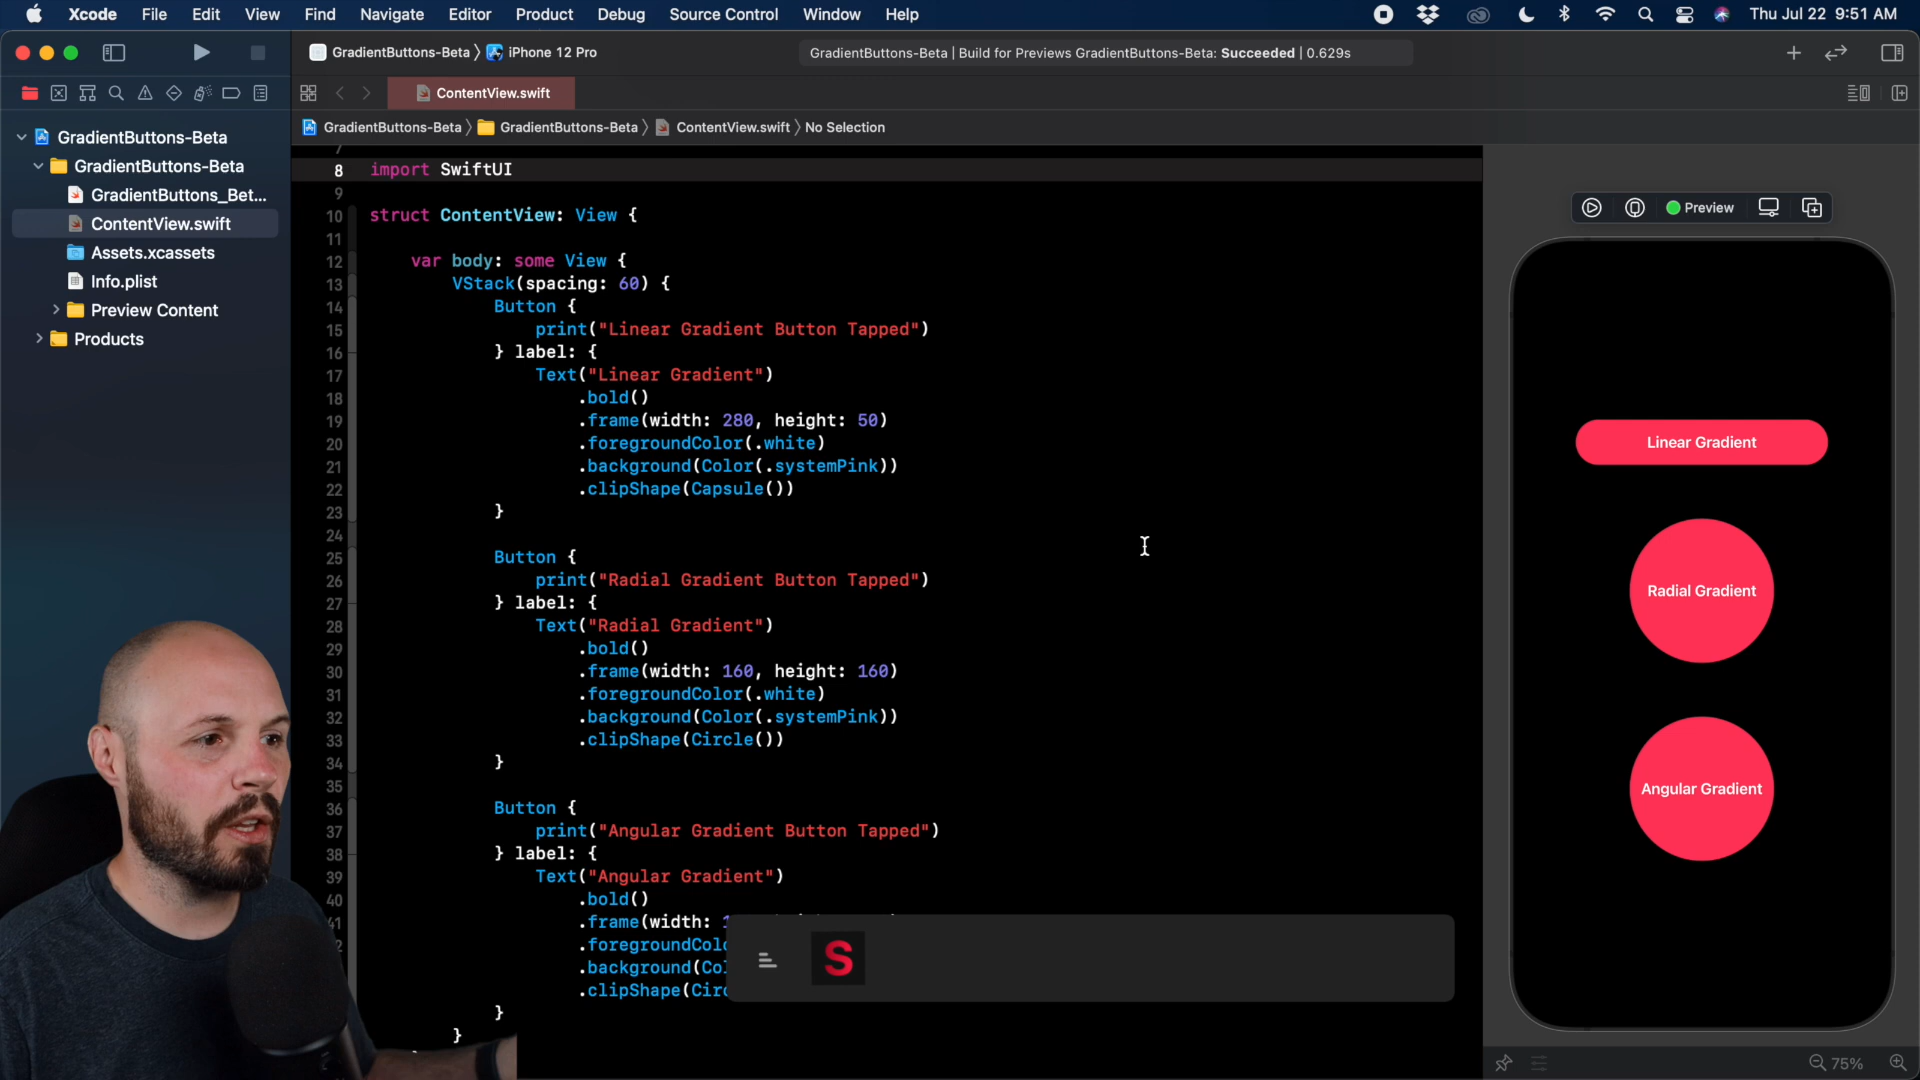 Xcode File Edit View Find Navigate Editor Product Debug Source Control Window Help Thu Jul 22 9:51 AM
GradientButtons-Beta 〉 iPhone 12 Pro
GradientButtons-Beta | Build for Previews GradientButtons-Beta: Succeeded | 0.629s
ContentView.swift
GradientButtons-Beta 〉 GradientButtons-Beta 〉 ContentView.swift 〉 No Selection
GradientButtons-Beta
GradientButtons-Beta
GradientButtons_Bet...
ContentView.swift
Assets.xcassets
Info.plist
Preview Content
Products
7
8 import SwiftUI
9
10 struct ContentView: View {
11
12 var body: some View {
13 VStack(spacing: 60) {
14 Button {
15 print("Linear Gradient Button Tapped")
16 } label: {
17 Text("Linear Gradient")
18 .bold()
19 .frame(width: 280, height: 50)
20 .foregroundColor(.white)
21 .background(Color(.systemPink))
22 .clipShape(Capsule())
23 }
24
25 Button {
26 print("Radial Gradient Button Tapped")
27 } label: {
28 Text("Radial Gradient")
29 .bold()
30 .frame(width: 160, height: 160)
31 .foregroundColor(.white)
32 .background(Color(.systemPink))
33 .clipShape(Circle())
34 }
35
36 Button {
37 print("Angular Gradient Button Tapped")
38 } label: {
39 Text("Angular Gradient")
40 .bold()
41 .frame(width:
.foregroundColo
.background(Co
.clipShape(Circ
}
}
S
Preview
Linear Gradient
Radial Gradient
Angular Gradient
75%